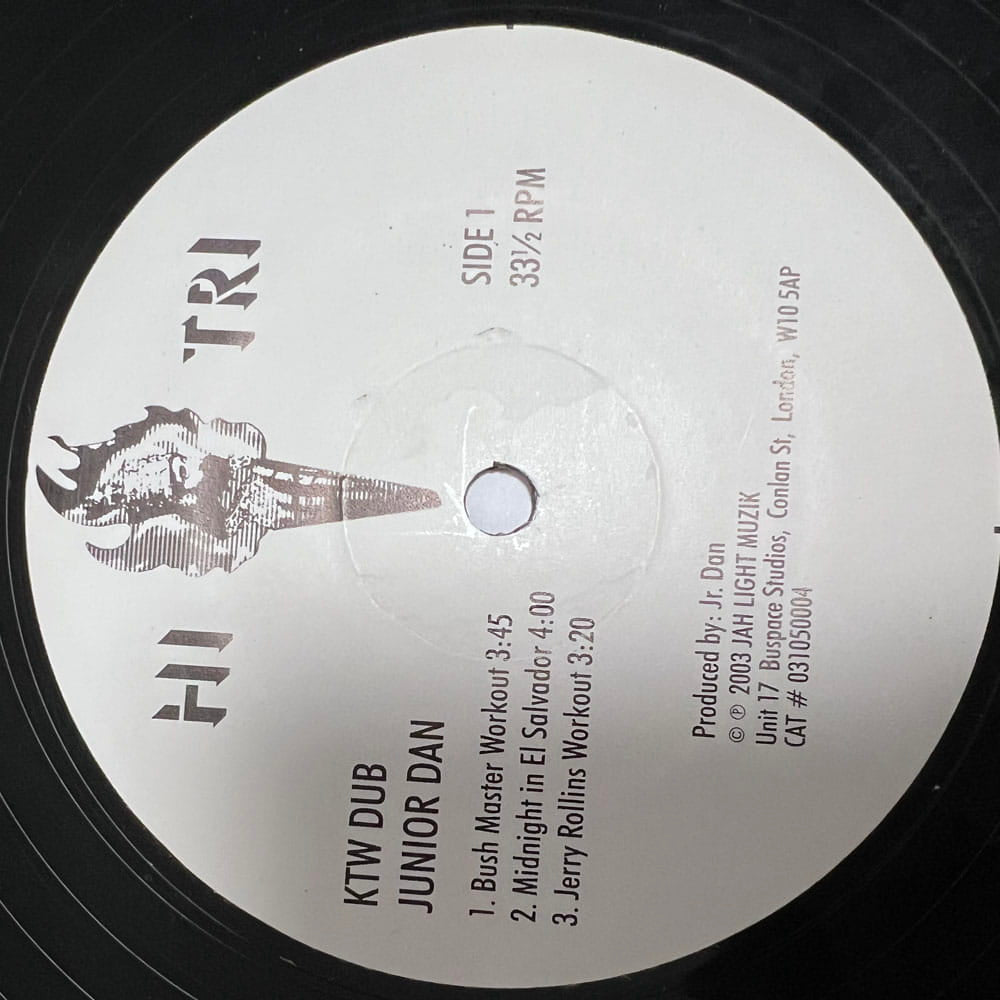 HI TRI
KTW DUB
JUNIOR DAN
SIDE 1
33½ RPM
1. Bush Master Workout 3:45
2. Midnight in El Salvador 4:00
3. Jerry Rollins Workout 3:20
Produced by: Jr. Dan
© ℗ 2003 JAH LIGHT MUZIK
Unit 17 Buspace Studios, Conlan St, London, W10 5AP
CAT # 031050004